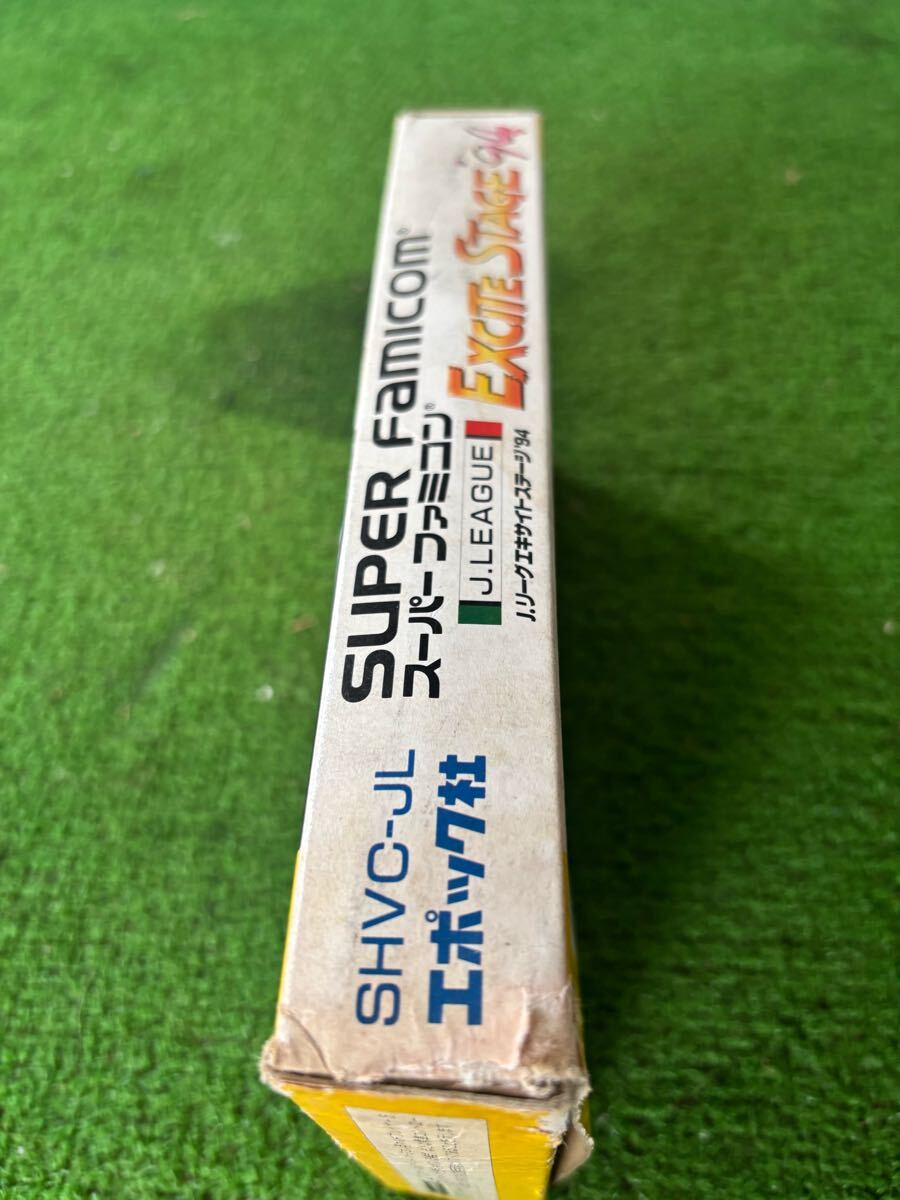 SUPER FAMICOM®
スーパーファミコン®
J.LEAGUE
EXCITE STAGE '94
J.リーグエキサイトステージ'94
SHVC-JL
エポック社